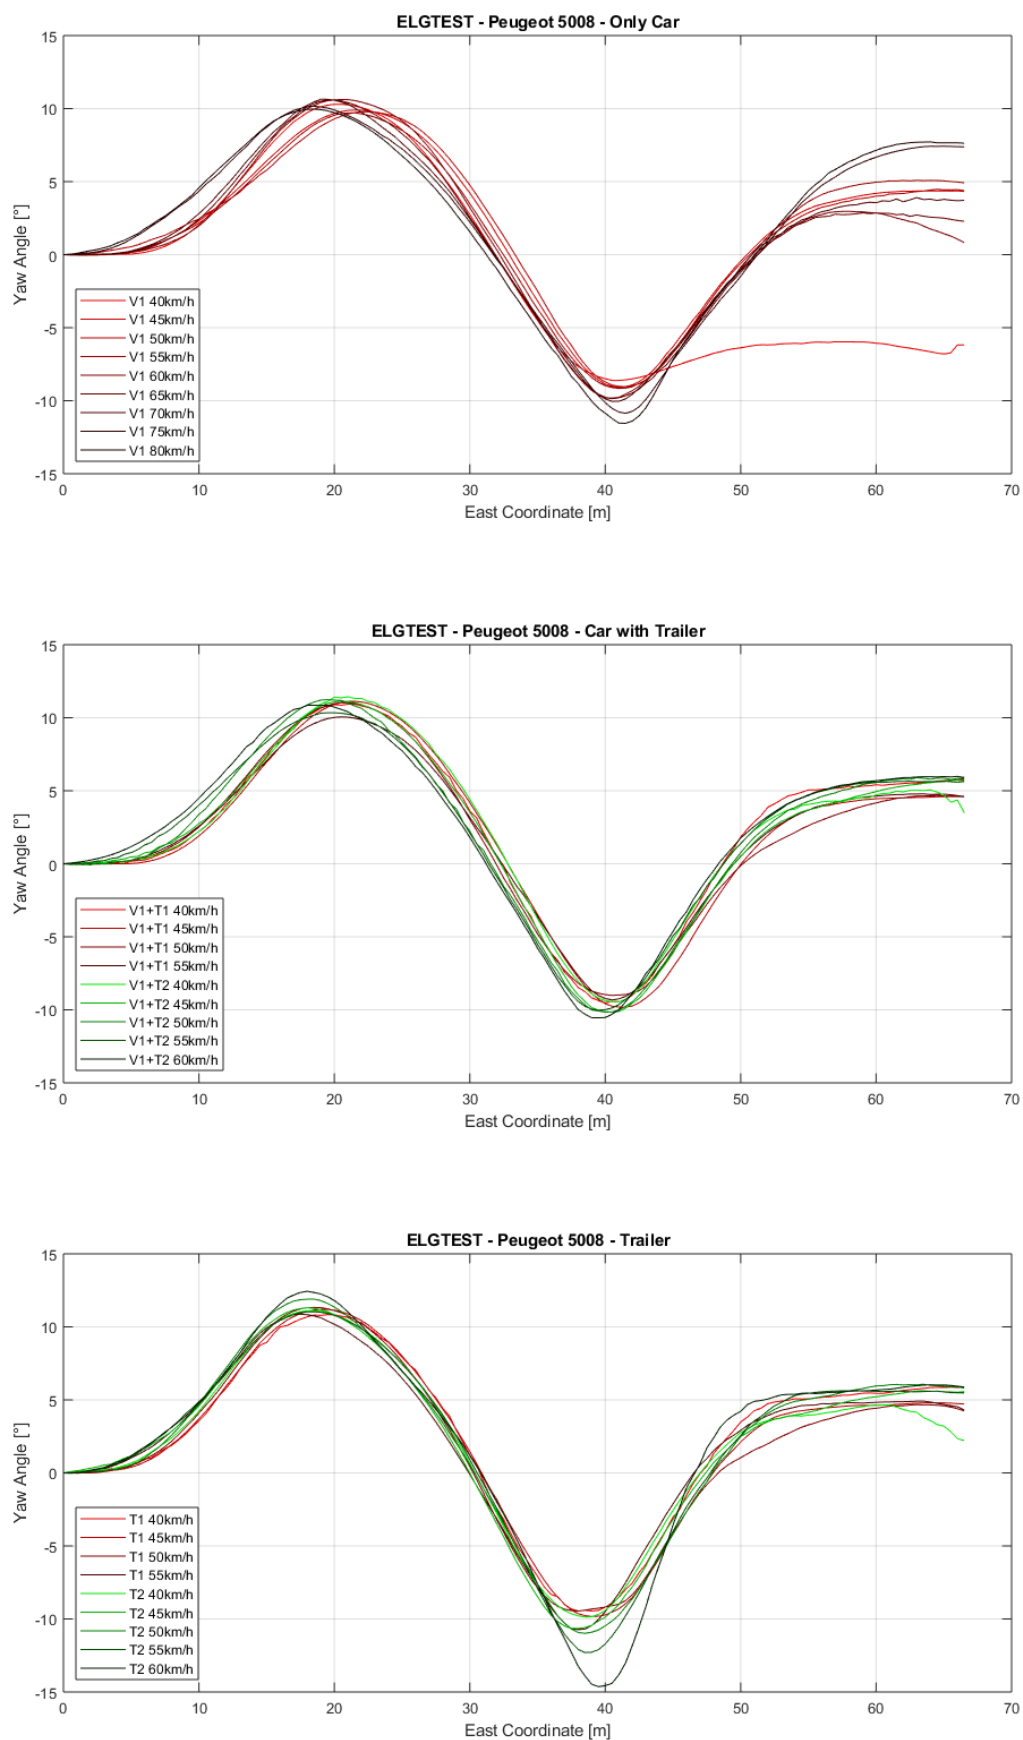 ELGTEST - Peugeot 5008 - Only Car
15
10
5
0
-5
-10
-15
Yaw Angle [°]
V1 40km/h
V1 45km/h
V1 50km/h
V1 55km/h
V1 60km/h
V1 65km/h
V1 70km/h
V1 75km/h
V1 80km/h
0 10 20 30 40 50 60 70
East Coordinate [m]
ELGTEST - Peugeot 5008 - Car with Trailer
15
10
5
0
-5
-10
-15
Yaw Angle [°]
V1+T1 40km/h
V1+T1 45km/h
V1+T1 50km/h
V1+T1 55km/h
V1+T2 40km/h
V1+T2 45km/h
V1+T2 50km/h
V1+T2 55km/h
V1+T2 60km/h
0 10 20 30 40 50 60 70
East Coordinate [m]
ELGTEST - Peugeot 5008 - Trailer
15
10
5
0
-5
-10
-15
Yaw Angle [°]
T1 40km/h
T1 45km/h
T1 50km/h
T1 55km/h
T2 40km/h
T2 45km/h
T2 50km/h
T2 55km/h
T2 60km/h
0 10 20 30 40 50 60 70
East Coordinate [m]